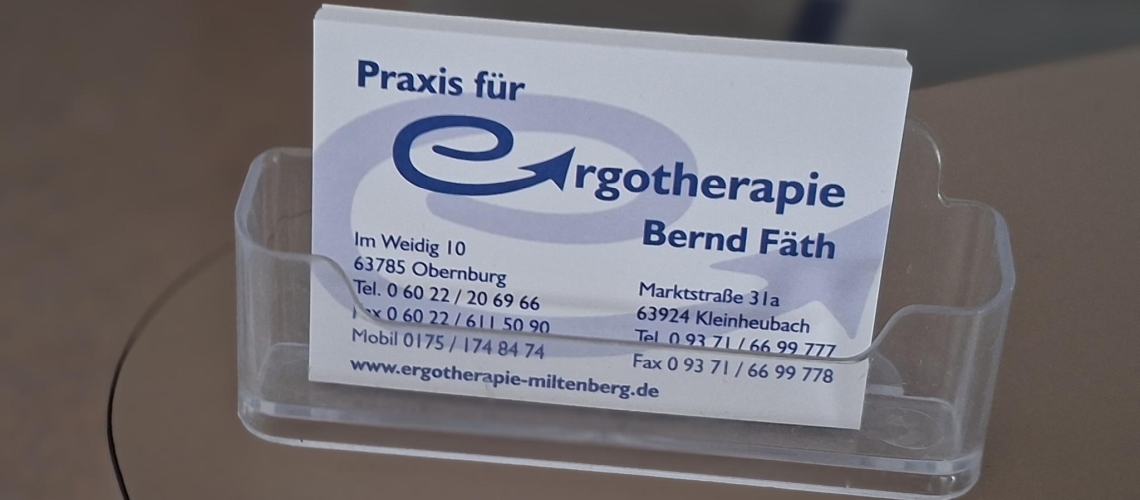 Praxis für
ergotherapie
Bernd Fäth
Im Weidig 10
63785 Obernburg
Tel. 0 60 22 / 20 69 66
Fax 0 60 22 / 611 50 90
Mobil 0175 / 174 84 74
Marktstraße 31a
63924 Kleinheubach
Tel. 0 93 71 / 66 99 777
Fax 0 93 71 / 66 99 778
www.ergotherapie-miltenberg.de